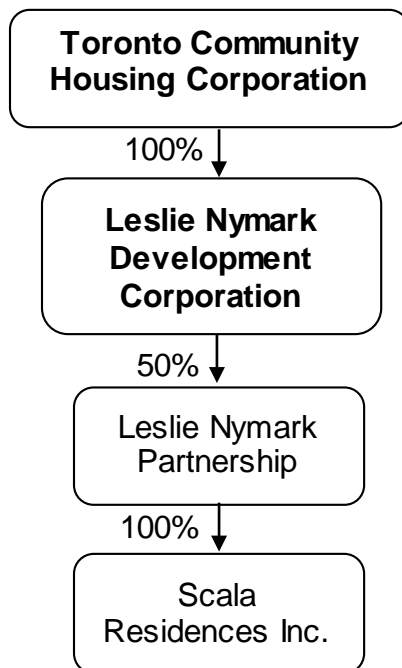 Toronto Community
Housing Corporation
100%
Leslie Nymark
Development
Corporation
50%
Leslie Nymark
Partnership
100%
Scala
Residences Inc.